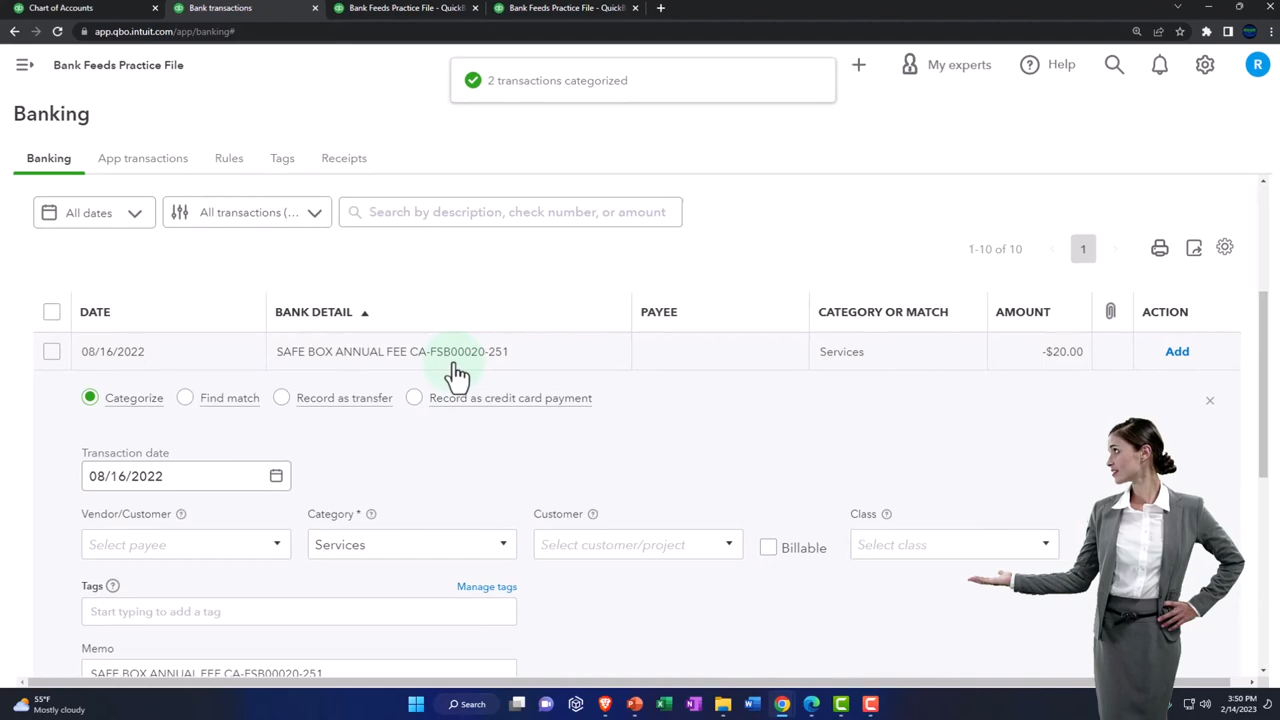 Chart of Accounts
Bank transactions
Bank Feeds Practice File - QuickB
Bank Feeds Practice File - QuickB
app.qbo.intuit.com/app/banking#
Bank Feeds Practice File
2 transactions categorized
My experts
Help
R
Banking
Banking
App transactions
Rules
Tags
Receipts
All dates
All transactions (...
Search by description, check number, or amount
1-10 of 10
1
DATE
BANK DETAIL
PAYEE
CATEGORY OR MATCH
AMOUNT
ACTION
08/16/2022
SAFE BOX ANNUAL FEE CA-FSB00020-251
Services
-$20.00
Add
Categorize
Find match
Record as transfer
Record as credit card payment
Transaction date
08/16/2022
Vendor/Customer
Category *
Customer
Class
Select payee
Services
Select customer/project
Billable
Select class
Tags
Manage tags
Start typing to add a tag
Memo
SAFE BOX ANNUAL FEE CA-FSB00020-251
55°F
Mostly cloudy
Search
3:50 PM
2/14/2023